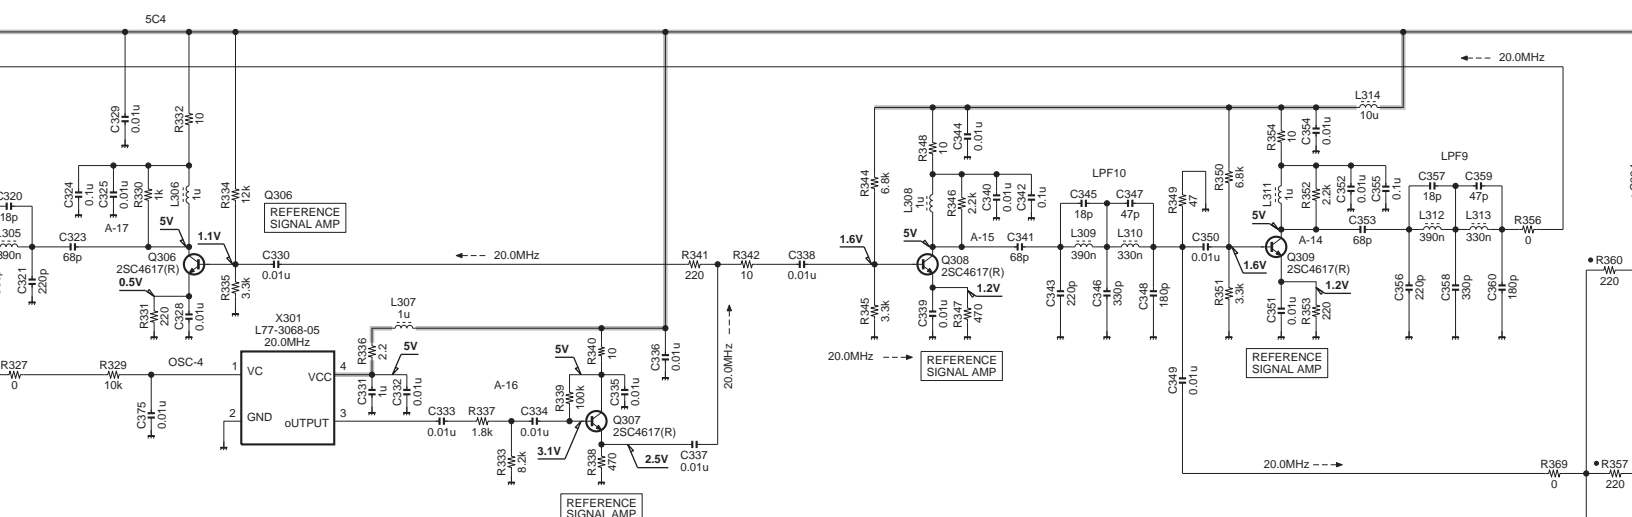 5C4
20.0MHz
L314
10u
C329
0.01u
R332
10
R348
10
C344
0.01u
R354
10
C354
0.01u
C324
0.1u
C325
0.01u
R330
1k
L306
1u
R334
12k
Q306
REFERENCE
SIGNAL AMP
A-17
5V
1.1V
C320
18p
L305
390n
C321
220p
C323
68p
Q306
2SC4617(R)
0.5V
R331
220
C328
0.01u
R335
3.3k
C330
0.01u
20.0MHz
R341
220
R342
10
C338
0.01u
R344
6.8k
L308
1u
R346
2.2k
C340
0.01u
C342
0.1u
1.6V
5V
A-15
C341
68p
Q308
2SC4617(R)
1.2V
R345
3.3k
C339
0.01u
R347
470
LPF10
C345
18p
C347
47p
L309
390n
L310
330n
C343
220p
C346
330p
C348
180p
R349
47
C350
0.01u
R350
6.8k
L311
1u
R352
2.2k
C352
0.01u
C355
0.1u
5V
1.6V
A-14
C353
68p
Q309
2SC4617(R)
1.2V
R351
3.3k
C351
0.01u
R353
220
LPF9
C357
18p
C359
47p
L312
390n
L313
330n
R356
0
C356
220p
C358
330p
C360
180p
R360
220
X301
L77-3068-05
20.0MHz
OSC-4
R327
0
R329
10k
C375
0.01u
1
VC
2
GND
4
VCC
3
oUTPUT
L307
1u
R336
2.2
5V
C331
1u
C332
0.01u
A-16
C333
0.01u
R337
1.8k
C334
0.01u
R333
8.2k
5V
R340
10
R339
100k
C335
0.01u
C336
0.01u
Q307
2SC4617(R)
3.1V
R338
470
2.5V
C337
0.01u
20.0MHz
REFERENCE
SIGNAL AMP
20.0MHz
REFERENCE
SIGNAL AMP
REFERENCE
SIGNAL AMP
C349
0.01u
20.0MHz
R369
0
R357
220